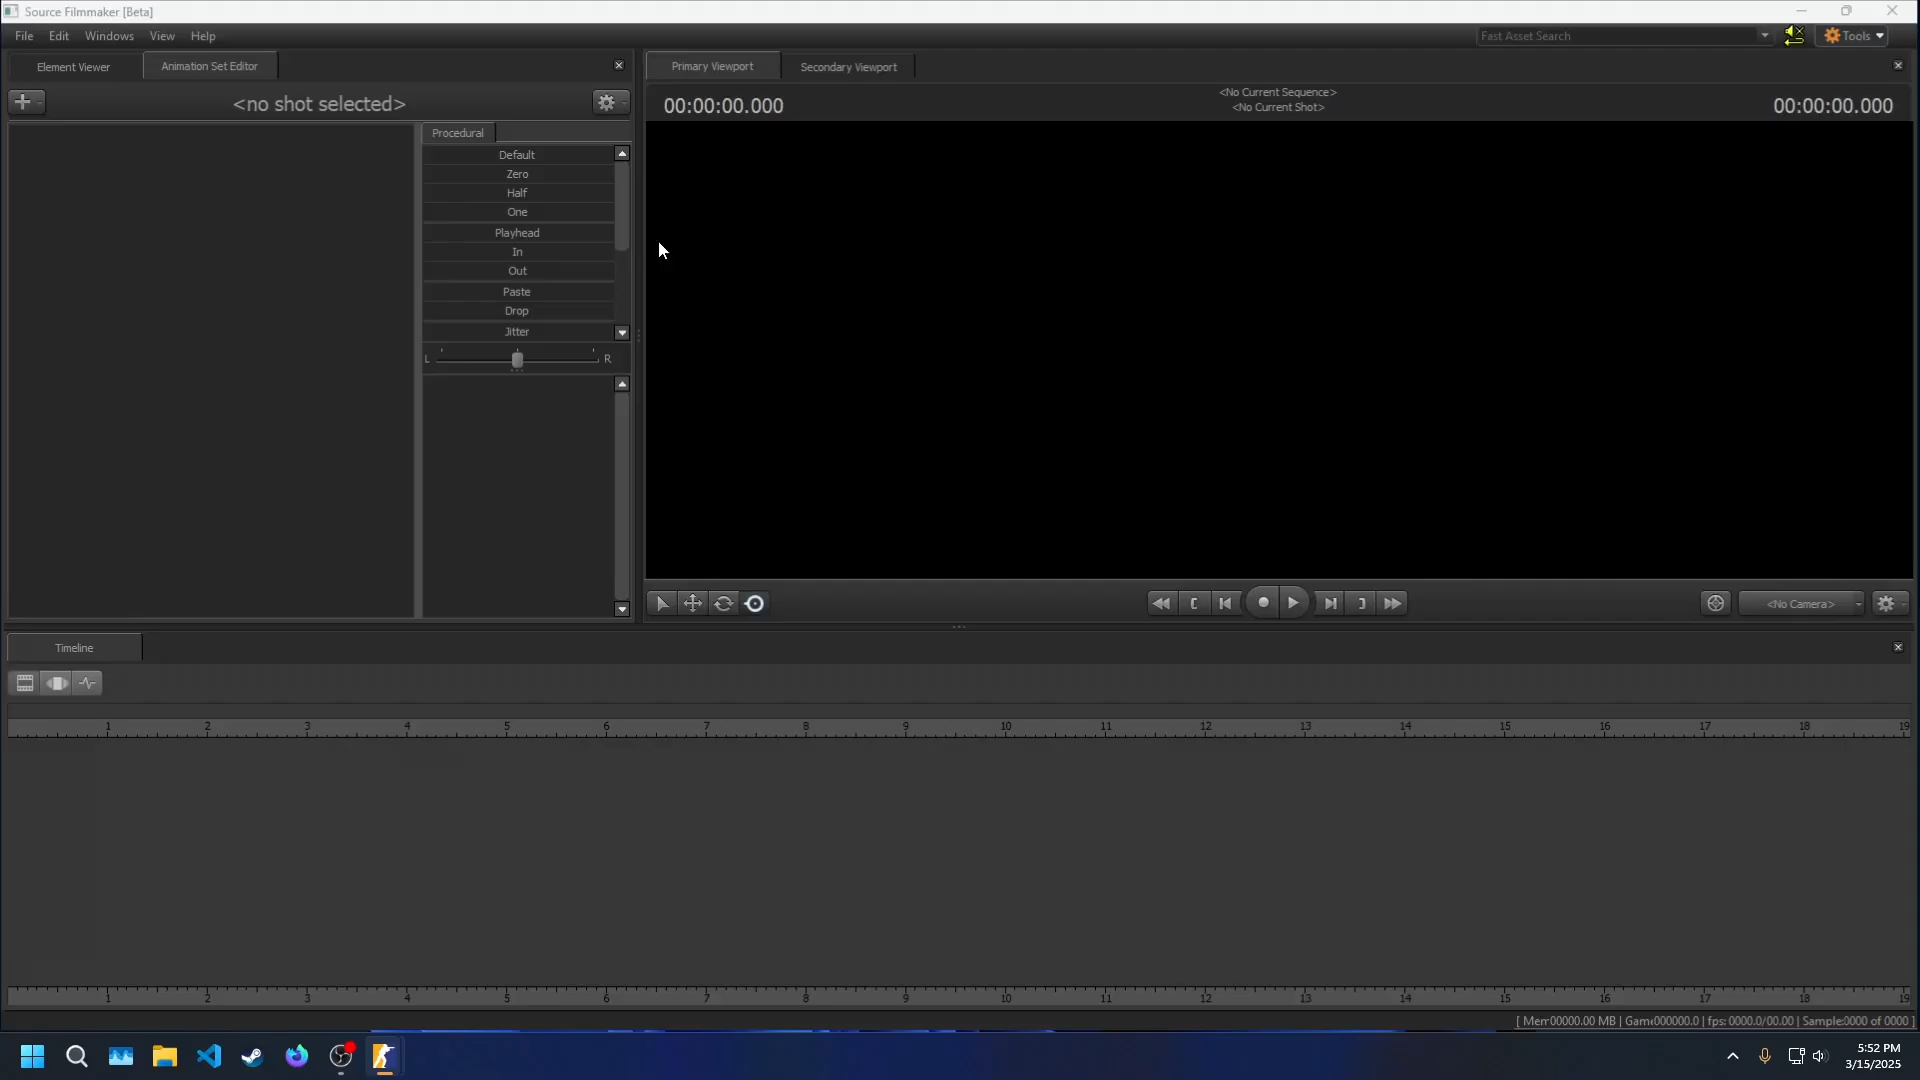 Source Filmmaker [Beta]
File Edit Windows View Help
Fast Asset Search
Tools
Element Viewer
Animation Set Editor
Primary Viewport
Secondary Viewport
<no shot selected>
00:00:00.000
<No Current Sequence>
<No Current Shot>
00:00:00.000
Procedural
Default
Zero
Half
One
Playhead
In
Out
Paste
Drop
Jitter
L R
<No Camera>
Timeline
1 2 3 4 5 6 7 8 9 10 11 12 13 14 15 16 17 18 19
1 2 3 4 5 6 7 8 9 10 11 12 13 14 15 16 17 18 19
[ Mem:00000.00 MB | Game:000000.0 | fps: 0000.0/00.00 | Sample:0000 of 0000 ]
5:52 PM
3/15/2025